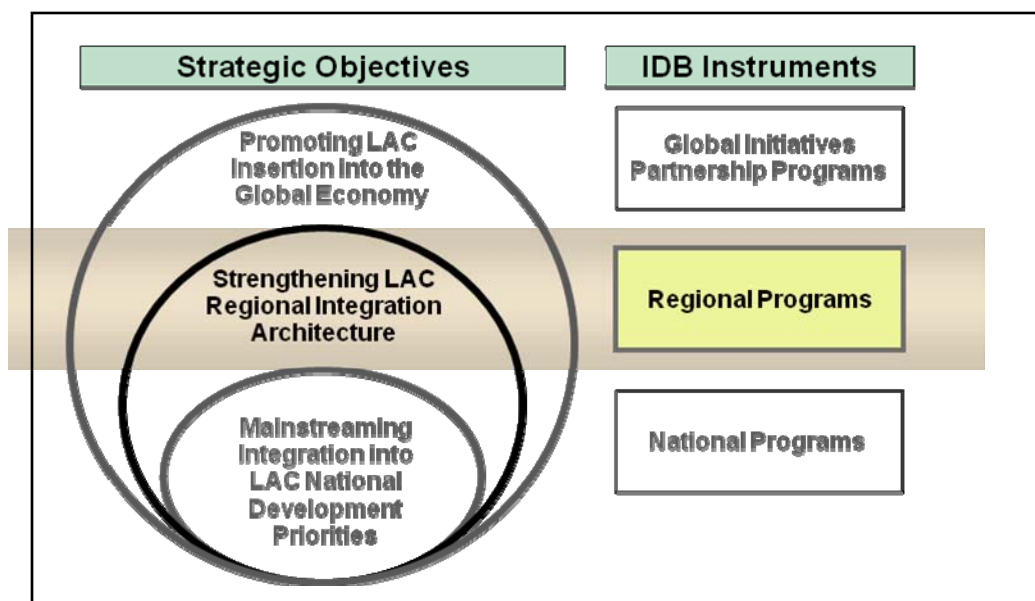 Strategic Objectives
IDB Instruments
Promoting LAC
Insertion Into the
Global Economy
Global Initiatives
Partnership Programs
Strengthening LAC
Regional Integration
Architecture
Regional Programs
Mainstreaming
Integration Into
LAC National
Development
Priorities
National Programs